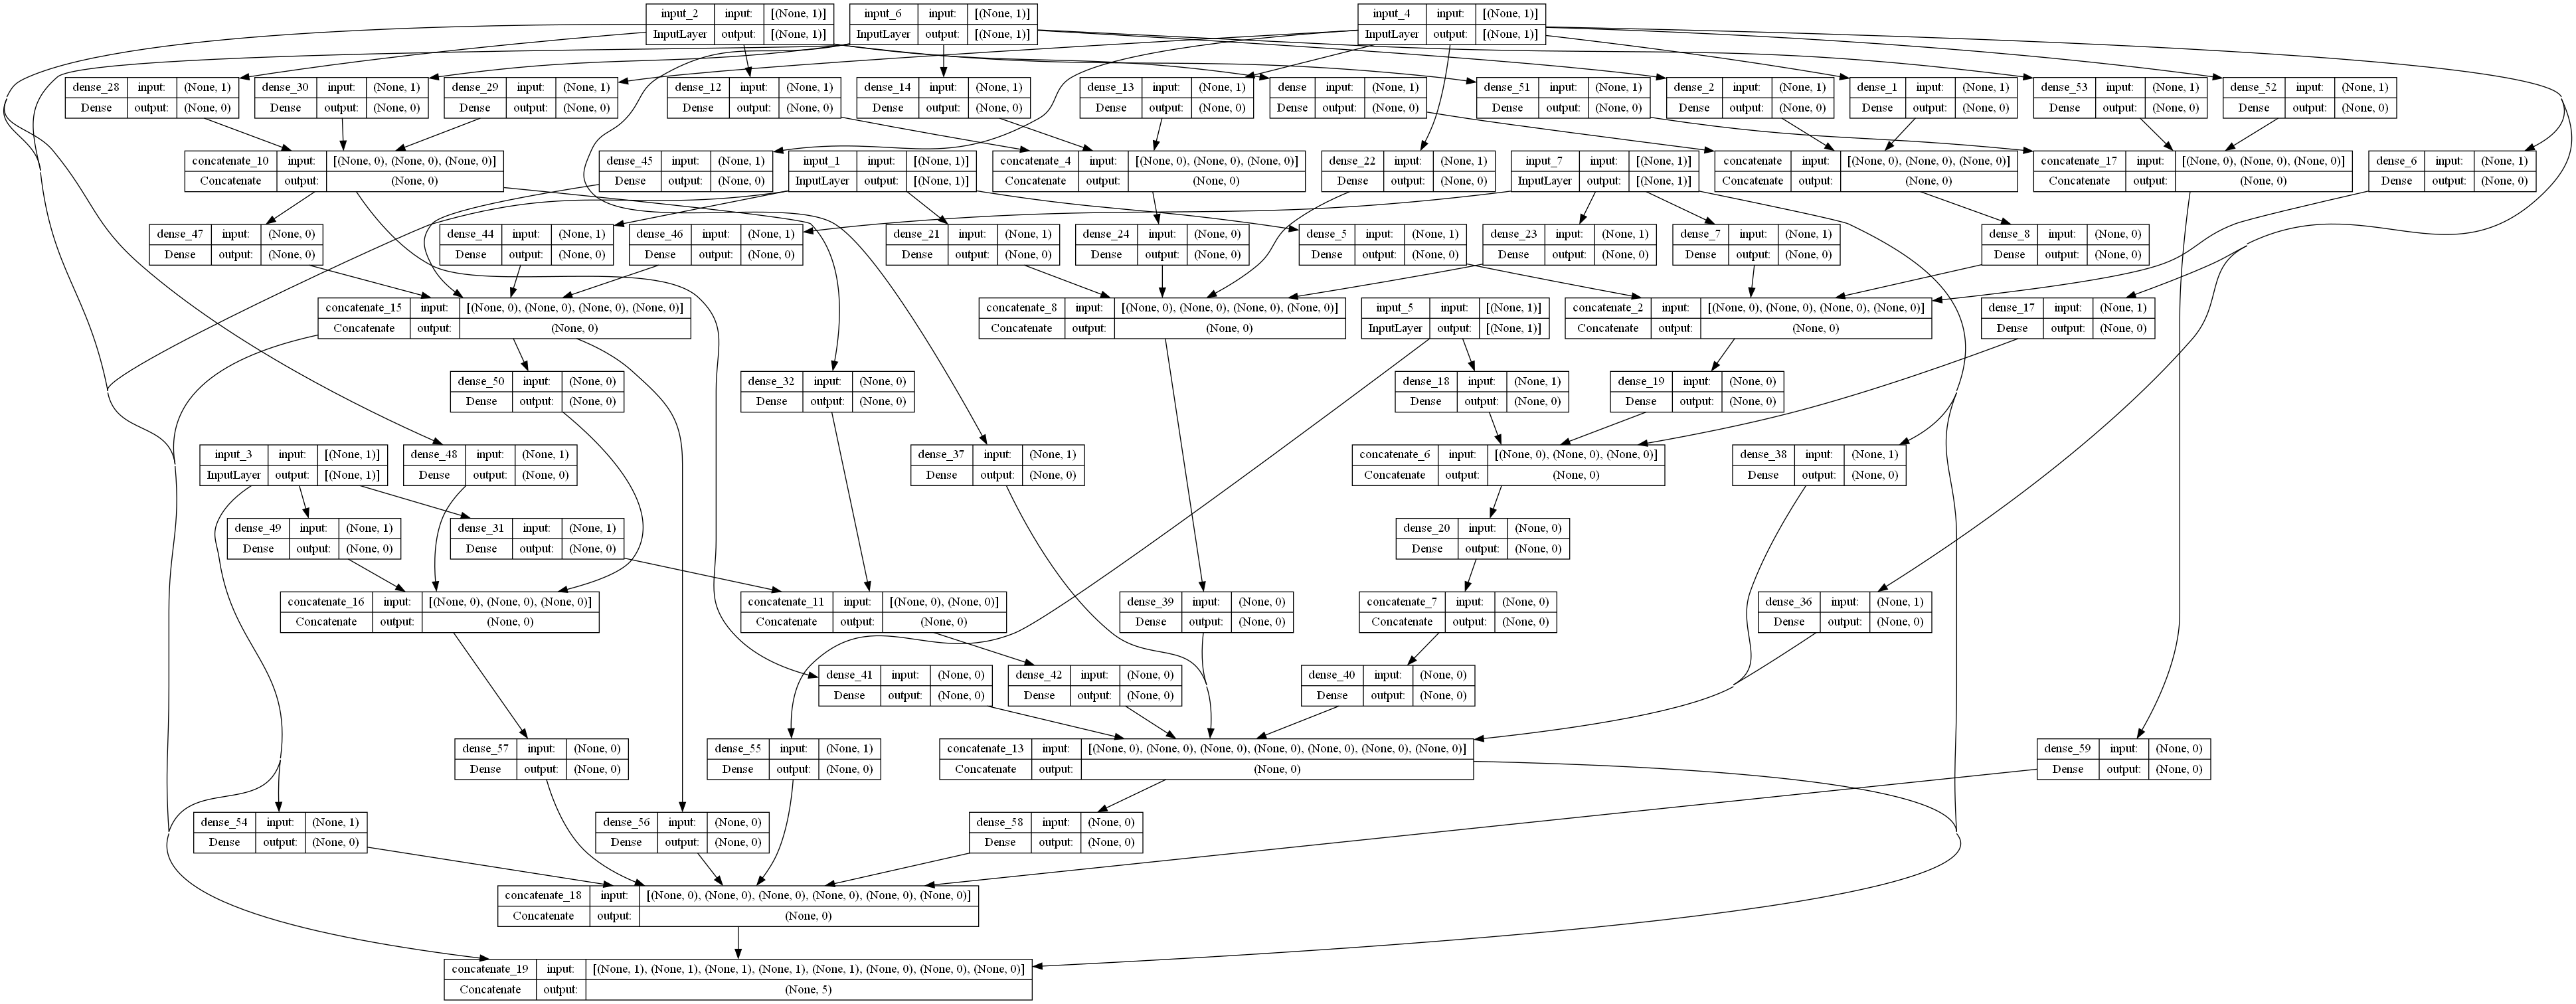 input_2 input: [(None, 1)]
InputLayer output: [(None, 1)]
input_6 input: [(None, 1)]
InputLayer output: [(None, 1)]
input_4 input: [(None, 1)]
InputLayer output: [(None, 1)]
dense_28 input: (None, 1)
Dense output: (None, 0)
dense_30 input: (None, 1)
Dense output: (None, 0)
dense_29 input: (None, 1)
Dense output: (None, 0)
dense_12 input: (None, 1)
Dense output: (None, 0)
dense_14 input: (None, 1)
Dense output: (None, 0)
dense_13 input: (None, 1)
Dense output: (None, 0)
dense input: (None, 1)
Dense output: (None, 0)
dense_51 input: (None, 1)
Dense output: (None, 0)
dense_2 input: (None, 1)
Dense output: (None, 0)
dense_1 input: (None, 1)
Dense output: (None, 0)
dense_53 input: (None, 1)
Dense output: (None, 0)
dense_52 input: (None, 1)
Dense output: (None, 0)
concatenate_10 input: [(None, 0), (None, 0), (None, 0)]
Concatenate output: (None, 0)
dense_45 input: (None, 1)
Dense output: (None, 0)
input_1 input: [(None, 1)]
InputLayer output: [(None, 1)]
concatenate_4 input: [(None, 0), (None, 0), (None, 0)]
Concatenate output: (None, 0)
dense_22 input: (None, 1)
Dense output: (None, 0)
input_7 input: [(None, 1)]
InputLayer output: [(None, 1)]
concatenate input: [(None, 0), (None, 0), (None, 0)]
Concatenate output: (None, 0)
concatenate_17 input: [(None, 0), (None, 0), (None, 0)]
Concatenate output: (None, 0)
dense_6 input: (None, 1)
Dense output: (None, 0)
dense_47 input: (None, 0)
Dense output: (None, 0)
dense_44 input: (None, 1)
Dense output: (None, 0)
dense_46 input: (None, 1)
Dense output: (None, 0)
dense_21 input: (None, 1)
Dense output: (None, 0)
dense_24 input: (None, 0)
Dense output: (None, 0)
dense_5 input: (None, 1)
Dense output: (None, 0)
dense_23 input: (None, 1)
Dense output: (None, 0)
dense_7 input: (None, 1)
Dense output: (None, 0)
dense_8 input: (None, 0)
Dense output: (None, 0)
concatenate_15 input: [(None, 0), (None, 0), (None, 0), (None, 0)]
Concatenate output: (None, 0)
concatenate_8 input: [(None, 0), (None, 0), (None, 0), (None, 0)]
Concatenate output: (None, 0)
input_5 input: [(None, 1)]
InputLayer output: [(None, 1)]
concatenate_2 input: [(None, 0), (None, 0), (None, 0), (None, 0)]
Concatenate output: (None, 0)
dense_17 input: (None, 1)
Dense output: (None, 0)
dense_50 input: (None, 0)
Dense output: (None, 0)
dense_32 input: (None, 0)
Dense output: (None, 0)
dense_18 input: (None, 1)
Dense output: (None, 0)
dense_19 input: (None, 0)
Dense output: (None, 0)
input_3 input: [(None, 1)]
InputLayer output: [(None, 1)]
dense_48 input: (None, 1)
Dense output: (None, 0)
dense_37 input: (None, 1)
Dense output: (None, 0)
concatenate_6 input: [(None, 0), (None, 0), (None, 0)]
Concatenate output: (None, 0)
dense_38 input: (None, 1)
Dense output: (None, 0)
dense_49 input: (None, 1)
Dense output: (None, 0)
dense_31 input: (None, 1)
Dense output: (None, 0)
dense_20 input: (None, 0)
Dense output: (None, 0)
concatenate_16 input: [(None, 0), (None, 0), (None, 0)]
Concatenate output: (None, 0)
concatenate_11 input: [(None, 0), (None, 0)]
Concatenate output: (None, 0)
dense_39 input: (None, 0)
Dense output: (None, 0)
concatenate_7 input: (None, 0)
Concatenate output: (None, 0)
dense_36 input: (None, 1)
Dense output: (None, 0)
dense_41 input: (None, 0)
Dense output: (None, 0)
dense_42 input: (None, 0)
Dense output: (None, 0)
dense_40 input: (None, 0)
Dense output: (None, 0)
dense_57 input: (None, 0)
Dense output: (None, 0)
dense_55 input: (None, 1)
Dense output: (None, 0)
concatenate_13 input: [(None, 0), (None, 0), (None, 0), (None, 0), (None, 0), (None, 0), (None, 0)]
Concatenate output: (None, 0)
dense_59 input: (None, 0)
Dense output: (None, 0)
dense_54 input: (None, 1)
Dense output: (None, 0)
dense_56 input: (None, 0)
Dense output: (None, 0)
dense_58 input: (None, 0)
Dense output: (None, 0)
concatenate_18 input: [(None, 0), (None, 0), (None, 0), (None, 0), (None, 0), (None, 0)]
Concatenate output: (None, 0)
concatenate_19 input: [(None, 1), (None, 1), (None, 1), (None, 1), (None, 1), (None, 0), (None, 0), (None, 0)]
Concatenate output: (None, 5)